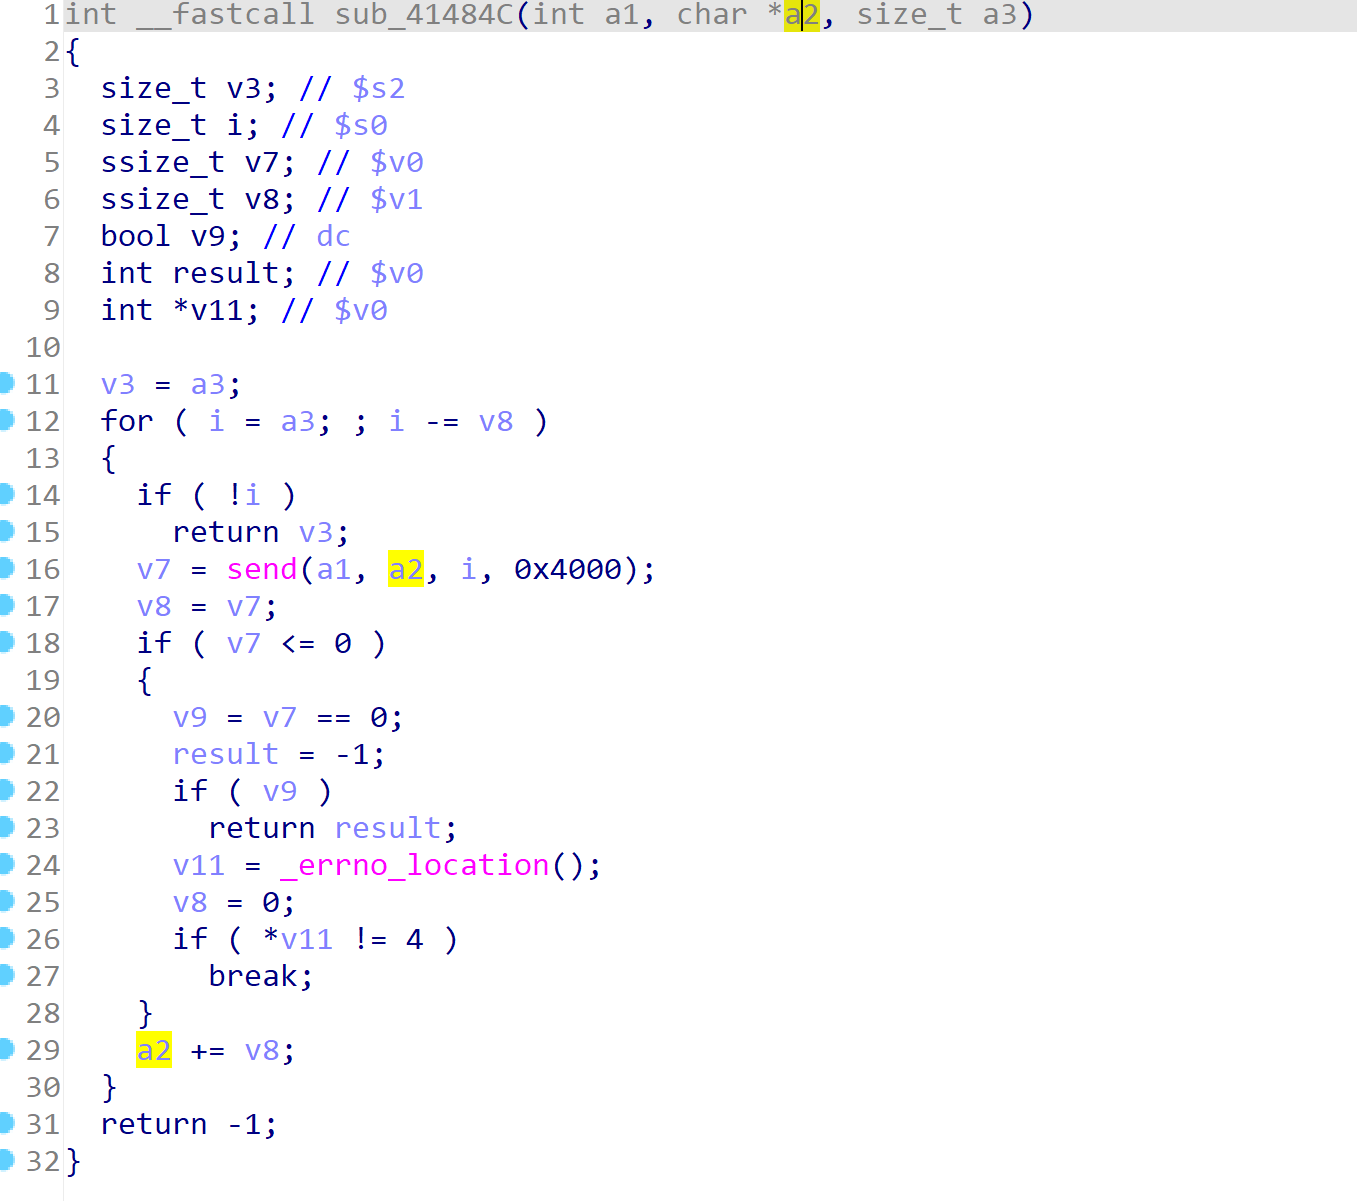 1 int __fastcall sub_41484C(int a1, char *a2, size_t a3)
2 {
3   size_t v3; // $s2
4   size_t i; // $s0
5   ssize_t v7; // $v0
6   ssize_t v8; // $v1
7   bool v9; // dc
8   int result; // $v0
9   int *v11; // $v0
10
11   v3 = a3;
12   for ( i = a3; ; i -= v8 )
13   {
14     if ( !i )
15       return v3;
16     v7 = send(a1, a2, i, 0x4000);
17     v8 = v7;
18     if ( v7 <= 0 )
19     {
20       v9 = v7 == 0;
21       result = -1;
22       if ( v9 )
23         return result;
24       v11 = _errno_location();
25       v8 = 0;
26       if ( *v11 != 4 )
27         break;
28     }
29     a2 += v8;
30   }
31   return -1;
32 }